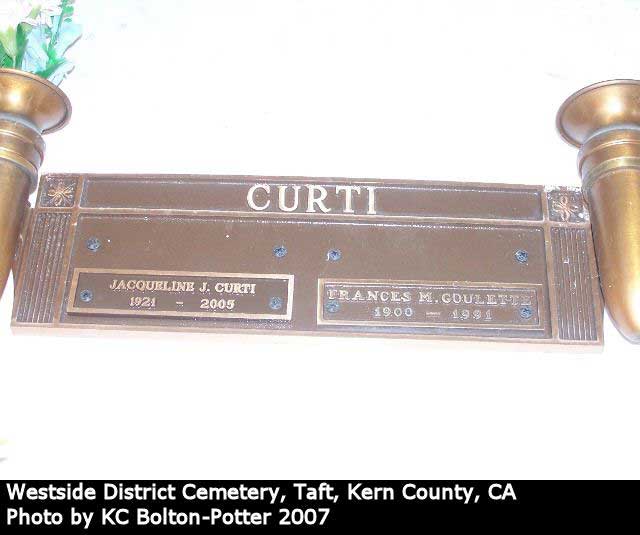 CURTI
JACQUELINE J. CURTI
1921 – 2005
FRANCES M. GOULETTE
1900 — 1991
Westside District Cemetery, Taft, Kern County, CA
Photo by KC Bolton-Potter 2007